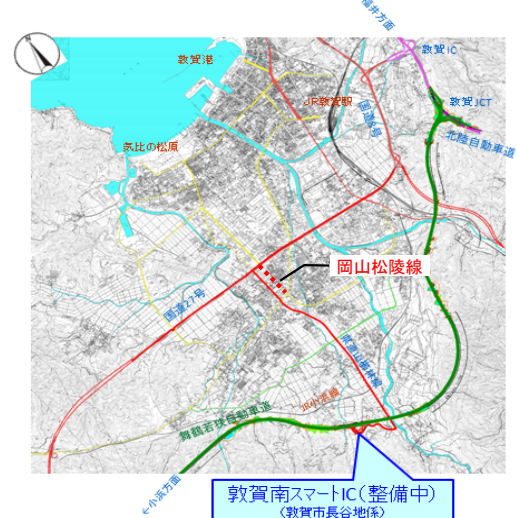 福井方面
敦賀IC
敦賀港
JR敦賀駅
国道8号
敦賀JCT
北陸自動車道
気比の松原
岡山松陵線
国道27号
JR小浜線
舞鶴若狭自動車道
←小浜方面
敦賀南スマートIC(整備中)
(敦賀市長谷地係)